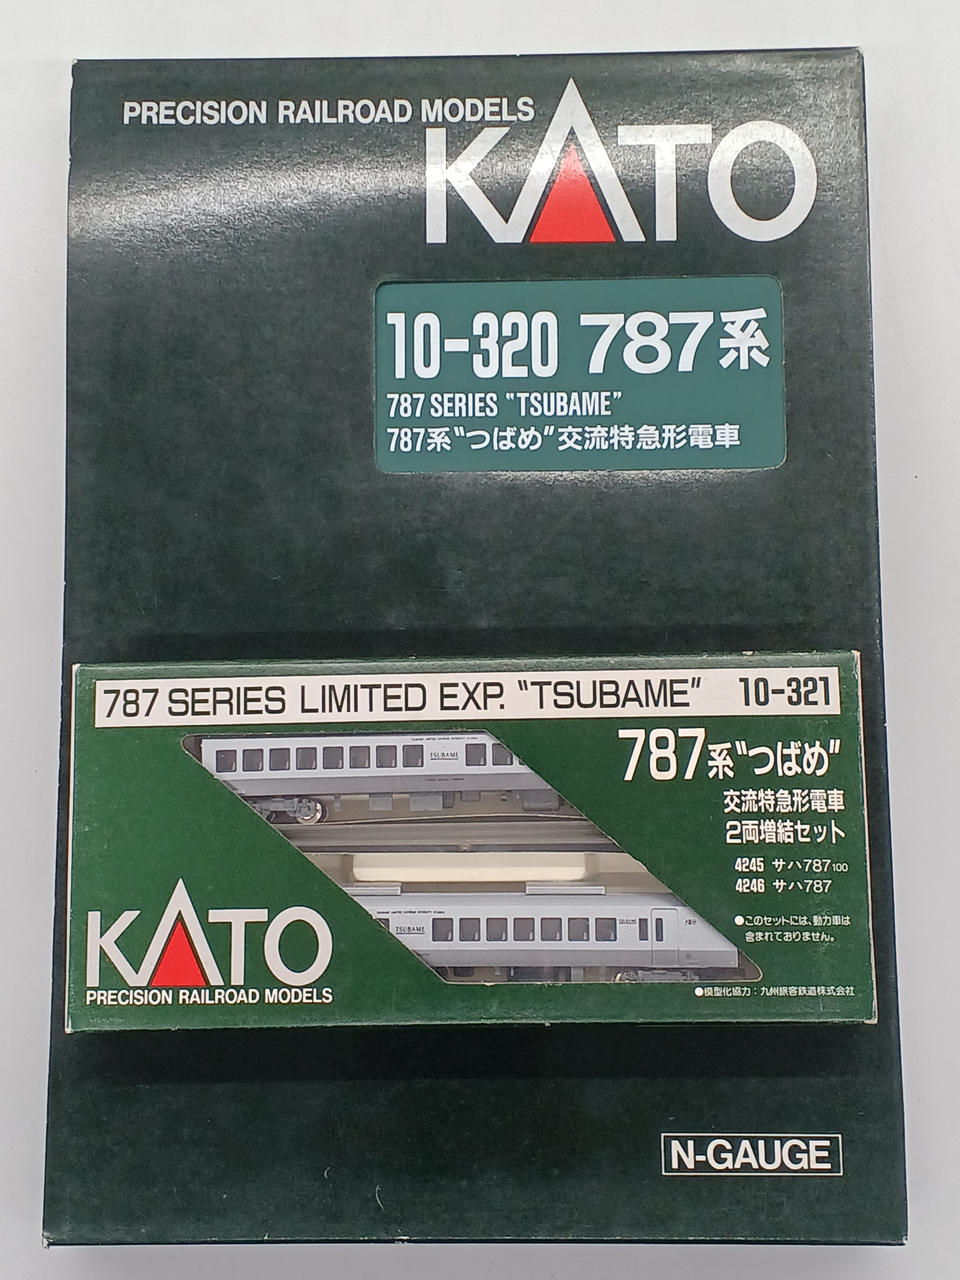 PRECISION RAILROAD MODELS
KATO
10-320 787系
787 SERIES "TSUBAME"
787系"つばめ"交流特急形電車
787 SERIES LIMITED EXP. "TSUBAME" 10-321
787系"つばめ"
交流特急形電車
2両増結セット
4245 サハ787 100
4246 サハ787
●このセットには、動力車は
含まれておりません。
●模型化協力：九州旅客鉄道株式会社
TSUBAME
TSUBAME
TSUBAME
KATO
PRECISION RAILROAD MODELS
N-GAUGE